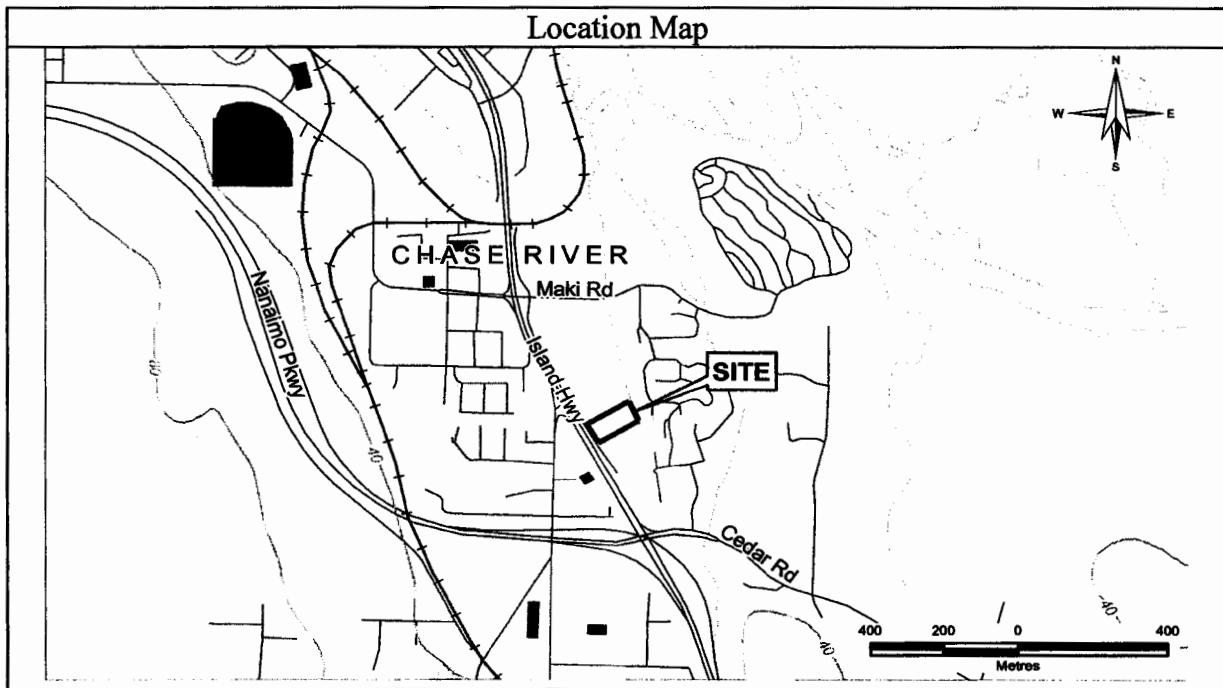 Location Map
N
W E
S
CHASE RIVER
Maki Rd
Nanaimo Pkwy
Island Hwy
SITE
40
40
Cedar Rd
40
40
400 200 0 400
Metres